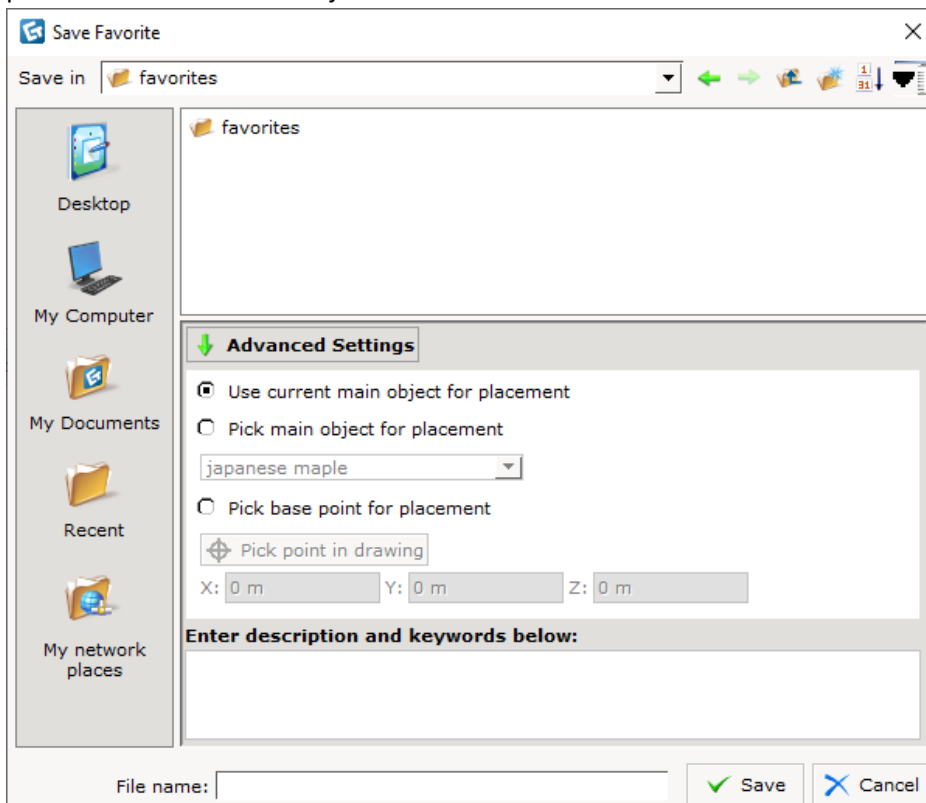 Save Favorite
Save in favorites
1
31
favorites
Desktop
My Computer
My Documents
Recent
My network
places
Advanced Settings
Use current main object for placement
Pick main object for placement
japanese maple
Pick base point for placement
Pick point in drawing
X: 0 m Y: 0 m Z: 0 m
Enter description and keywords below:
File name: Save Cancel